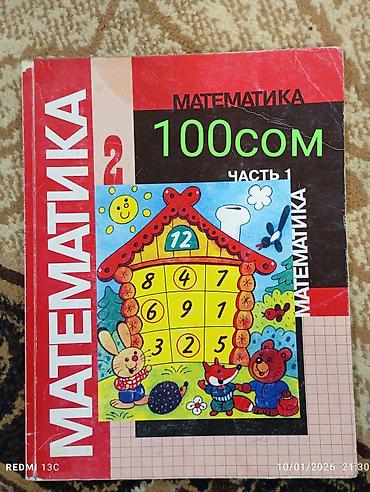 МАТЕМАТИКА
2
МАТЕМАТИКА
100сом
ЧАСТЬ 1
МАТЕМАТИКА
12
8 4 7
6 9 1
3 2 5
REDMI 13C
10/01/2026 21:30